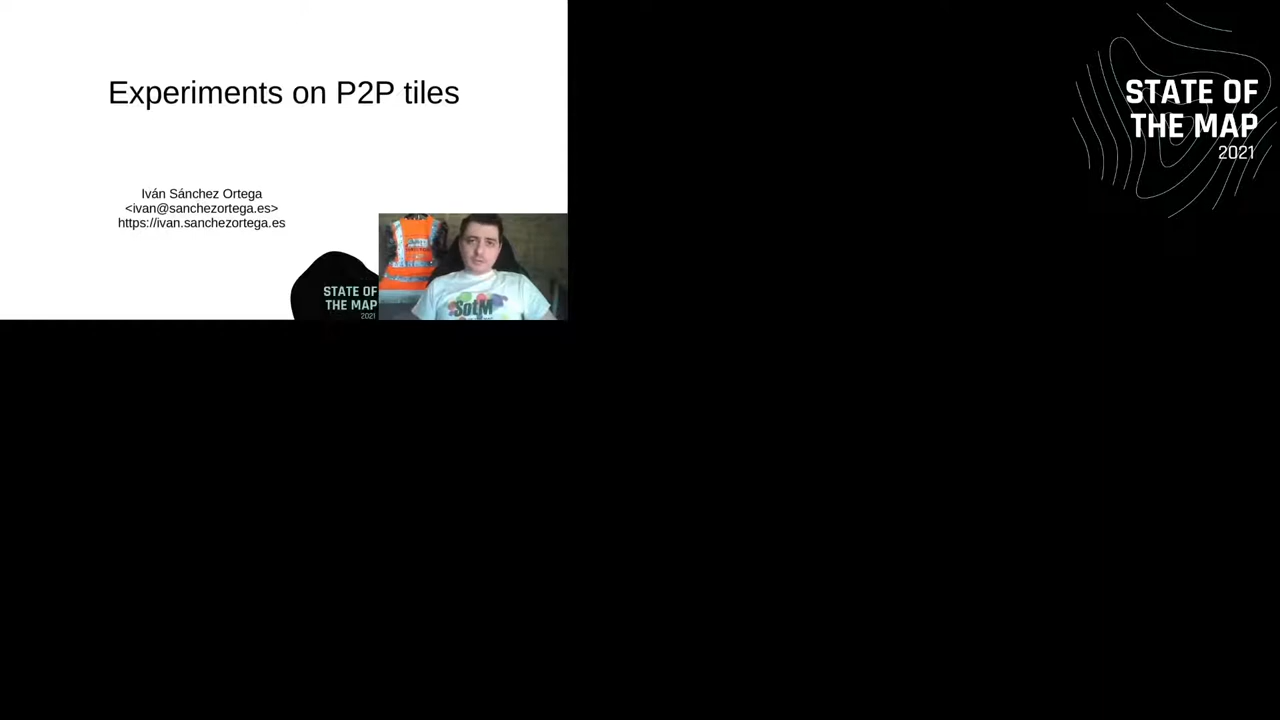 Experiments on P2P tiles
Iván Sánchez Ortega
<ivan@sanchezortega.es>
https://ivan.sanchezortega.es
STATE OF
THE MAP
2021
SotM
STATE OF
THE MAP
2021